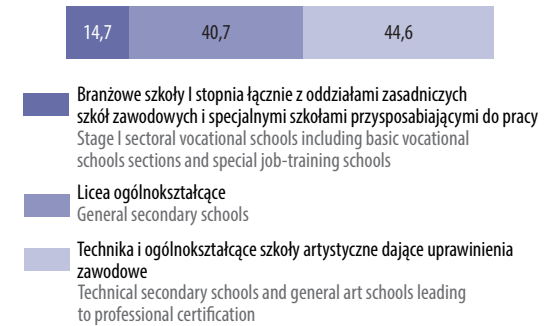 14,7 40,7 44,6
Branżowe szkoły I stopnia łącznie z oddziałami zasadniczych
szkół zawodowych i specjalnymi szkołami przysposabiającymi do pracy
Stage I sectoral vocational schools including basic vocational
schools sections and special job-training schools
Licea ogólnokształcące
General secondary schools
Technika i ogólnokształcące szkoły artystyczne dające uprawinienia
zawodowe
Technical secondary schools and general art schools leading
to professional certification